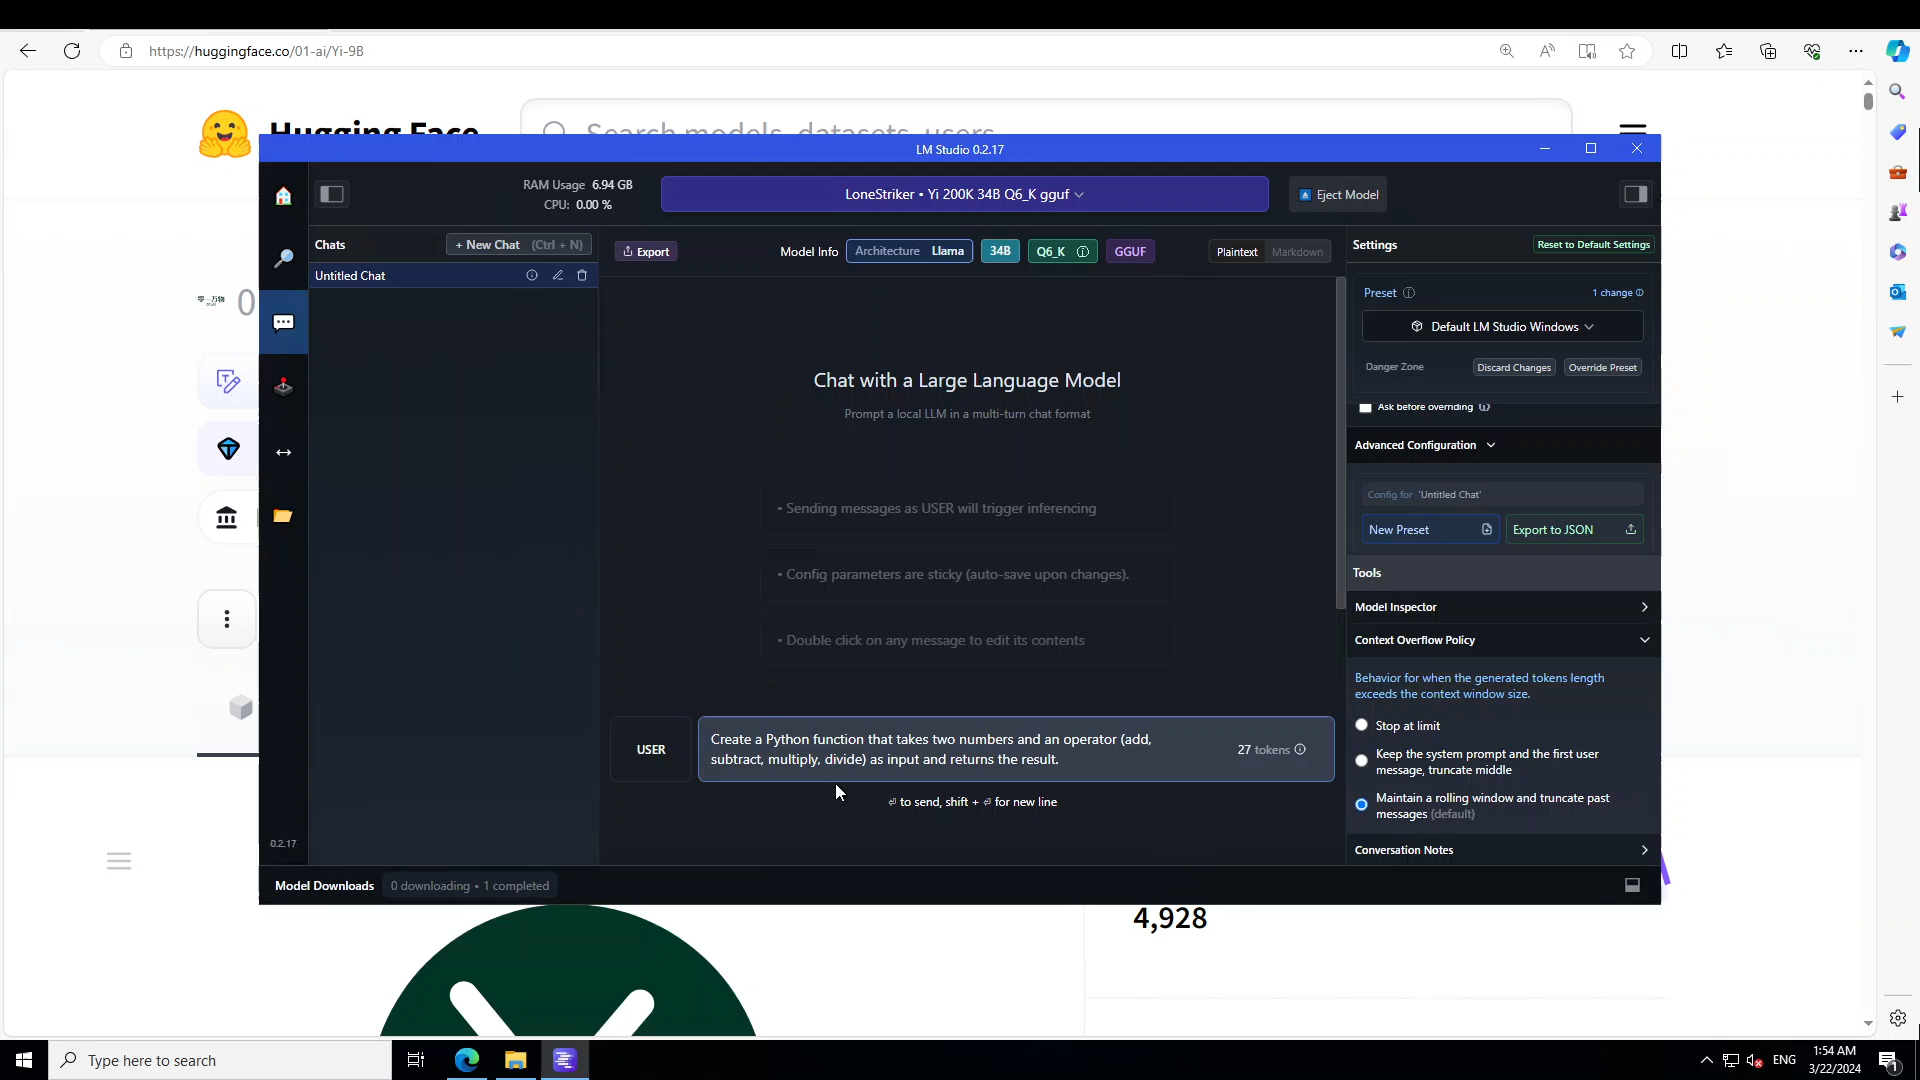 https://huggingface.co/01-ai/Yi-9B
Hugging Face
Search models, datasets, users
LM Studio 0.2.17
RAM Usage 6.94 GB
CPU: 0.00 %
LoneStriker • Yi 200K 34B Q6_K gguf
Eject Model
Chats
+ New Chat (Ctrl + N)
Export
Model Info
Architecture Llama
34B
Q6_K
GGUF
Plaintext
Markdown
Settings
Reset to Default Settings
Untitled Chat
Preset
1 change
Default LM Studio Windows
Danger Zone
Discard Changes
Override Preset
Ask before overriding
Chat with a Large Language Model
Prompt a local LLM in a multi-turn chat format
Advanced Configuration
Config for 'Untitled Chat'
New Preset
Export to JSON
• Sending messages as USER will trigger inferencing
• Config parameters are sticky (auto-save upon changes).
• Double click on any message to edit its contents
Tools
Model Inspector
Context Overflow Policy
Behavior for when the generated tokens length
exceeds the context window size.
Stop at limit
Keep the system prompt and the first user
message, truncate middle
Maintain a rolling window and truncate past
messages (default)
Conversation Notes
USER
Create a Python function that takes two numbers and an operator (add,
subtract, multiply, divide) as input and returns the result.
27 tokens
⏎ to send, shift + ⏎ for new line
0.2.17
Model Downloads
0 downloading • 1 completed
零一万物
0
4,928
Type here to search
ENG
1:54 AM
3/22/2024
1